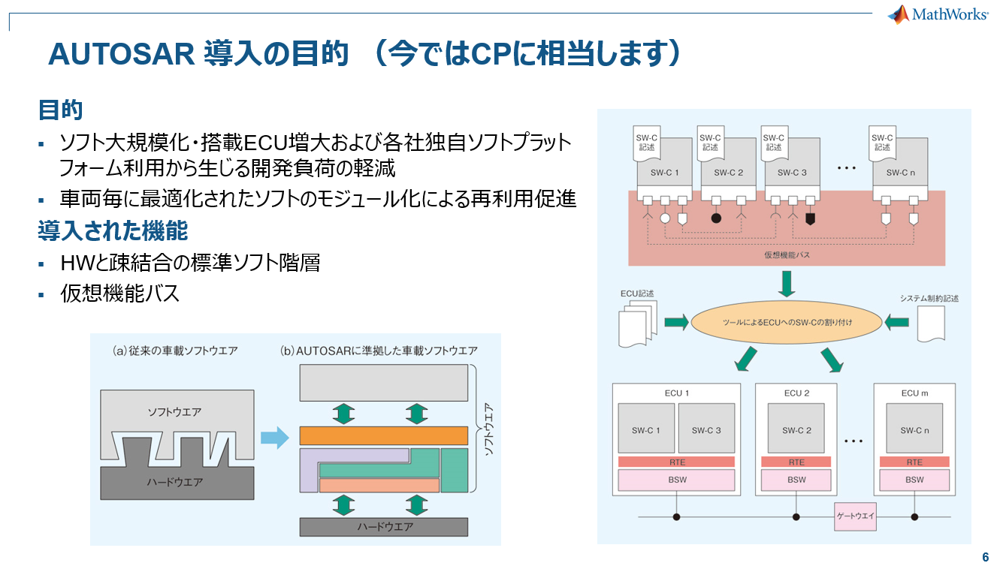 MathWorks®
AUTOSAR 導入の目的 （今ではCPに相当します）
目的
▪ ソフト大規模化・搭載ECU増大および各社独自ソフトプラット
フォーム利用から生じる開発負荷の軽減
▪ 車両毎に最適化されたソフトのモジュール化による再利用促進
導入された機能
▪ HWと疎結合の標準ソフト階層
▪ 仮想機能バス
（a）従来の車載ソフトウエア
ソフトウエア
ハードウエア
（b）AUTOSARに準拠した車載ソフトウエア
ソフトウエア
ハードウエア
SW-C
記述
SW-C 1
SW-C
記述
SW-C 2
SW-C
記述
SW-C 3
・・・
SW-C
記述
SW-C n
仮想機能バス
ECU記述
ツールによるECUへのSW-Cの割り付け
システム制約記述
ECU 1
SW-C 1
SW-C 3
RTE
BSW
ECU 2
SW-C 2
RTE
BSW
・・・
ECU m
SW-C n
RTE
BSW
ゲートウエイ
6